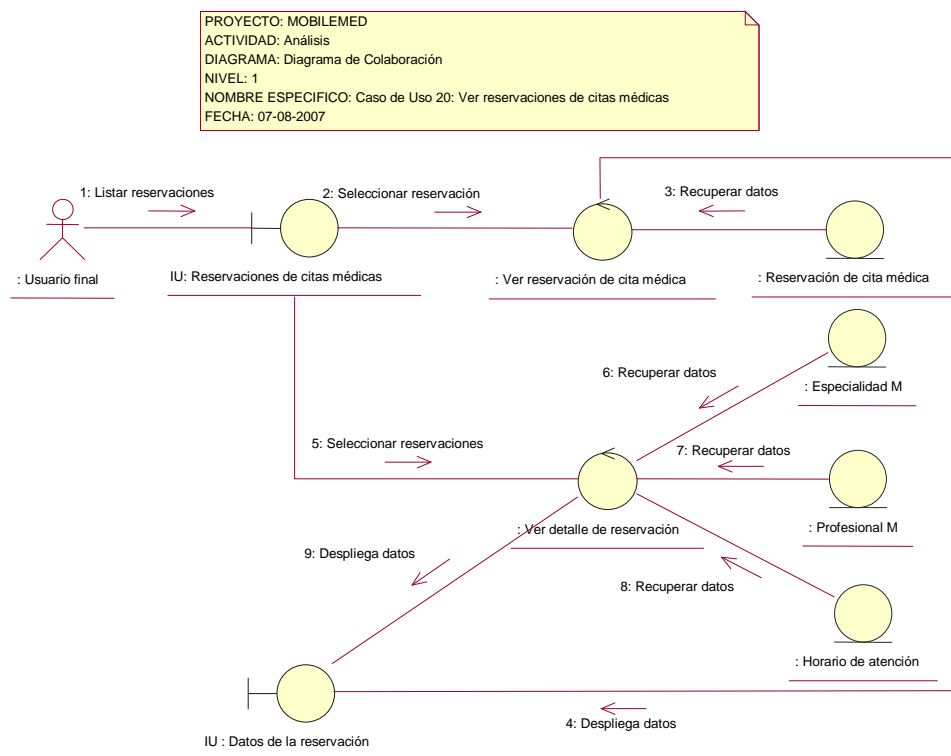 PROYECTO: MOBILEMED
ACTIVIDAD: Análisis
DIAGRAMA: Diagrama de Colaboración
NIVEL: 1
NOMBRE ESPECIFICO: Caso de Uso 20: Ver reservaciones de citas médicas
FECHA: 07-08-2007
1: Listar reservaciones
2: Seleccionar reservación
3: Recuperar datos
: Usuario final
IU: Reservaciones de citas médicas
: Ver reservación de cita médica
: Reservación de cita médica
6: Recuperar datos
: Especialidad M
5: Seleccionar reservaciones
7: Recuperar datos
: Ver detalle de reservación
: Profesional M
9: Despliega datos
8: Recuperar datos
: Horario de atención
4: Despliega datos
IU : Datos de la reservación